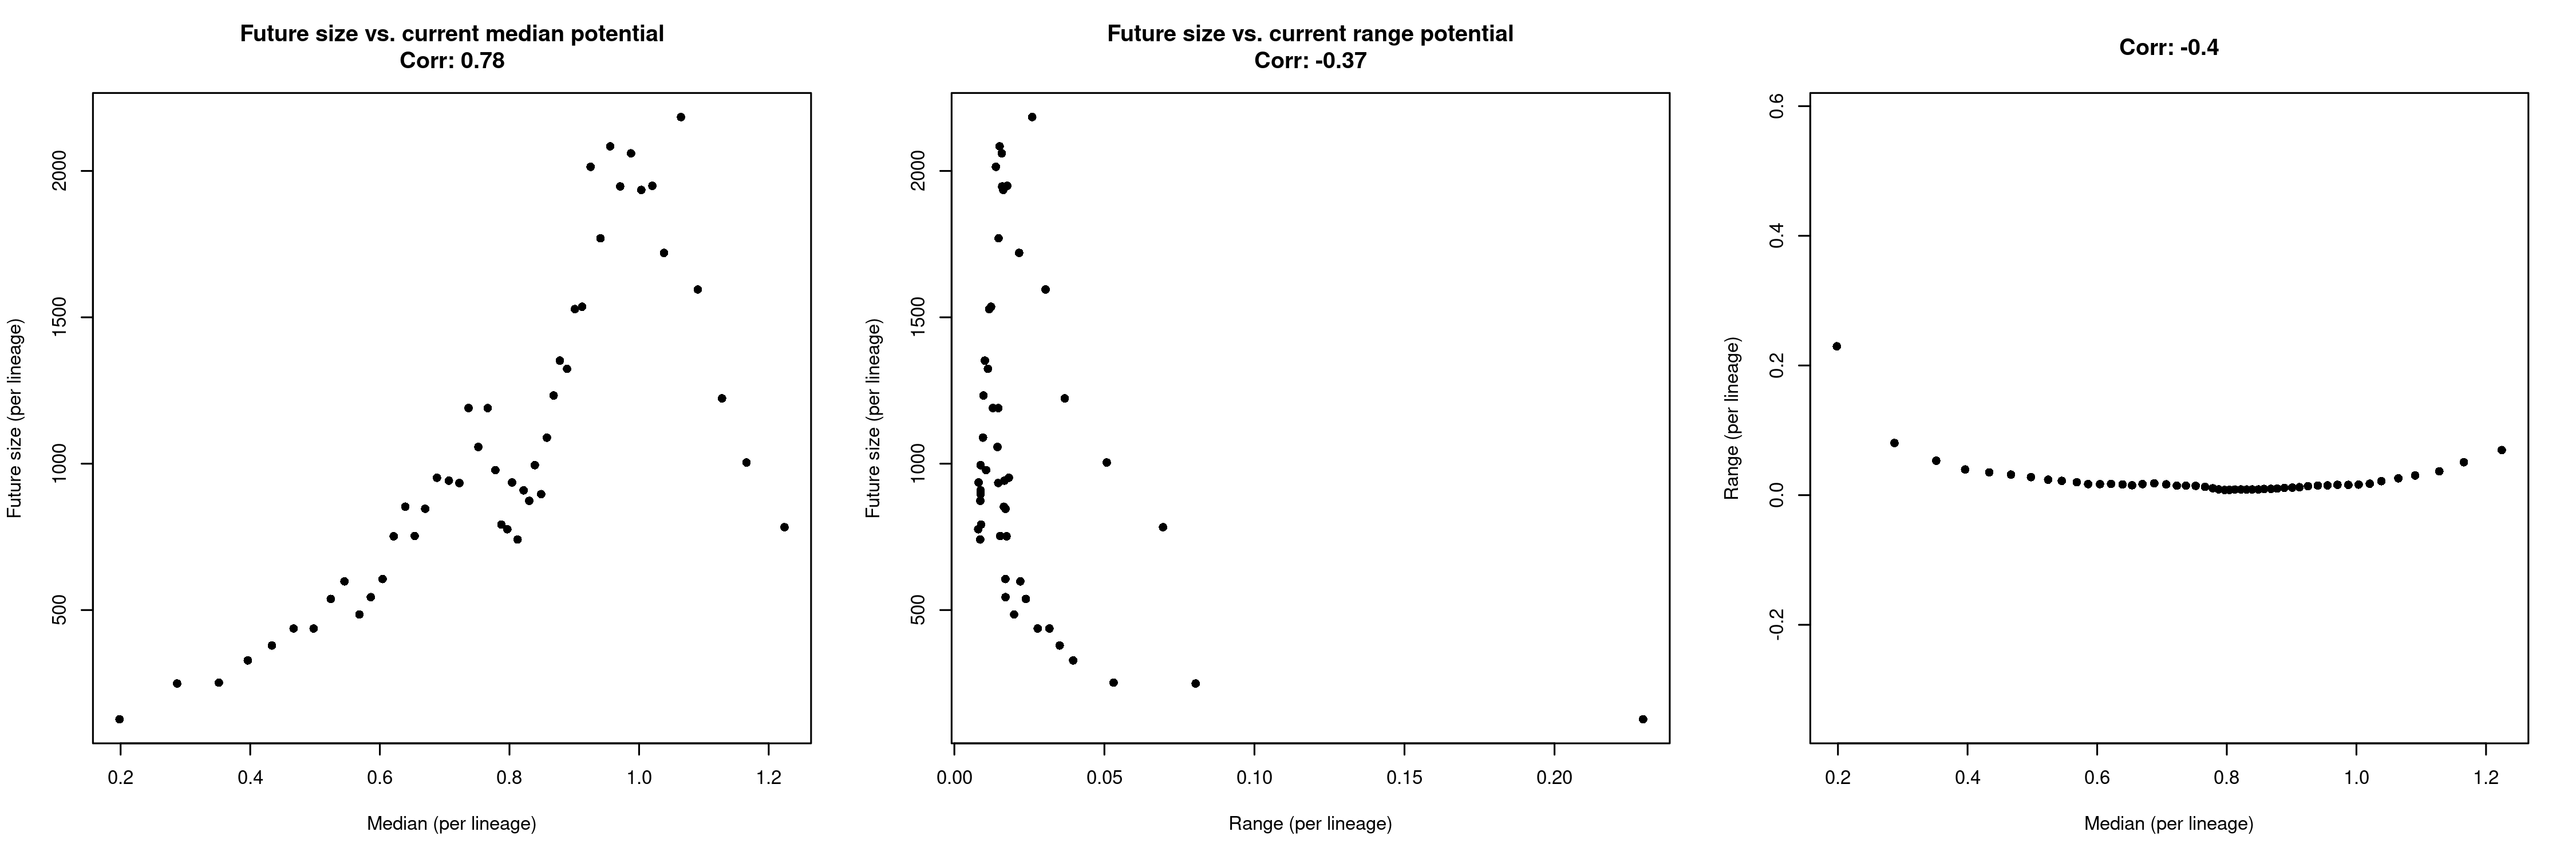 Future size vs. current median potential
Corr: 0.78
Future size (per lineage)
2000
1500
1000
500
0.2 0.4 0.6 0.8 1.0 1.2
Median (per lineage)
Future size vs. current range potential
Corr: -0.37
Future size (per lineage)
2000
1500
1000
500
0.00 0.05 0.10 0.15 0.20
Range (per lineage)
Corr: -0.4
Range (per lineage)
0.6
0.4
0.2
0.0
-0.2
0.2 0.4 0.6 0.8 1.0 1.2
Median (per lineage)